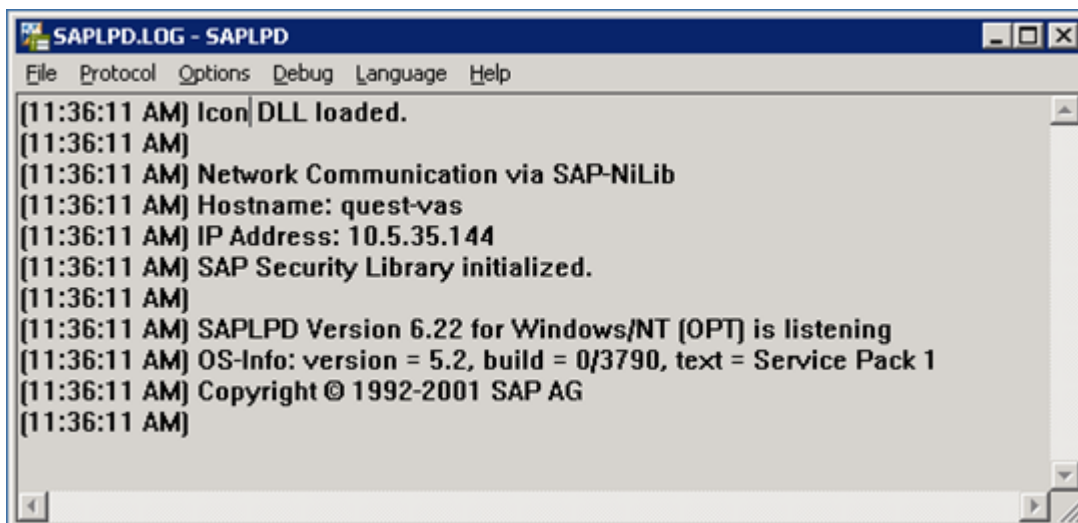 SAPLPD.LOG - SAPLPD
File Protocol Options Debug Language Help
(11:36:11 AM) Icon DLL loaded.
(11:36:11 AM)
(11:36:11 AM) Network Communication via SAP-NiLib
(11:36:11 AM) Hostname: quest-vas
(11:36:11 AM) IP Address: 10.5.35.144
(11:36:11 AM) SAP Security Library initialized.
(11:36:11 AM)
(11:36:11 AM) SAPLPD Version 6.22 for Windows/NT (OPT) is listening
(11:36:11 AM) OS-Info: version = 5.2, build = 0/3790, text = Service Pack 1
(11:36:11 AM) Copyright © 1992-2001 SAP AG
(11:36:11 AM)